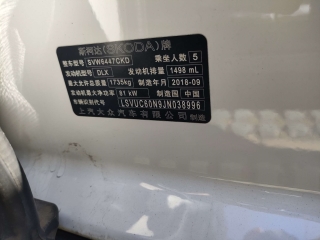 斯柯达(SKODA)牌
整车型号 SVW6447CKD 乘坐人数 5
发动机型号 DLX 发动机排量 1498 mL
最大允许总质量 1735kg 制造年月 2018-09
发动机最大净功率 81 kW 制造国 中国
车辆识别代号 LSVUC60N9JN038996
上汽大众汽车有限公司制造